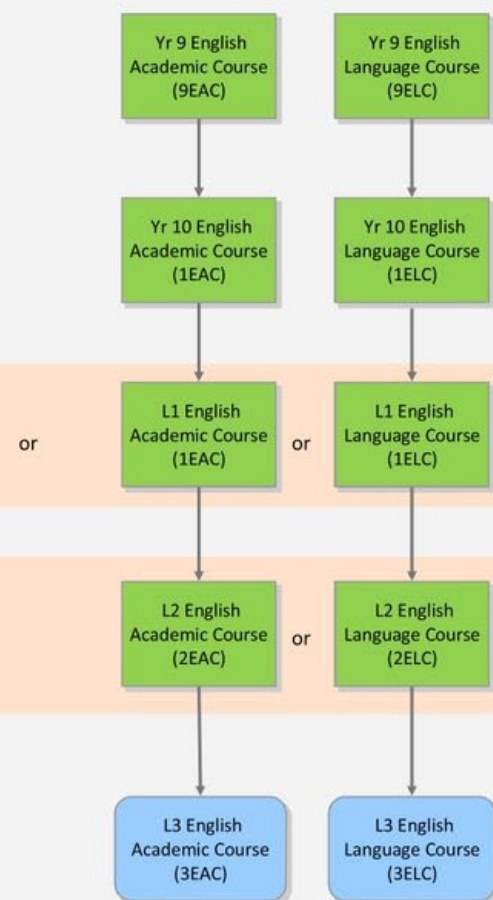 Yr 9 English
Academic Course
(9EAC)
Yr 9 English
Language Course
(9ELC)
Yr 10 English
Academic Course
(1EAC)
Yr 10 English
Language Course
(1ELC)
or
L1 English
Academic Course
(1EAC)
or
L1 English
Language Course
(1ELC)
L2 English
Academic Course
(2EAC)
or
L2 English
Language Course
(2ELC)
L3 English
Academic Course
(3EAC)
L3 English
Language Course
(3ELC)